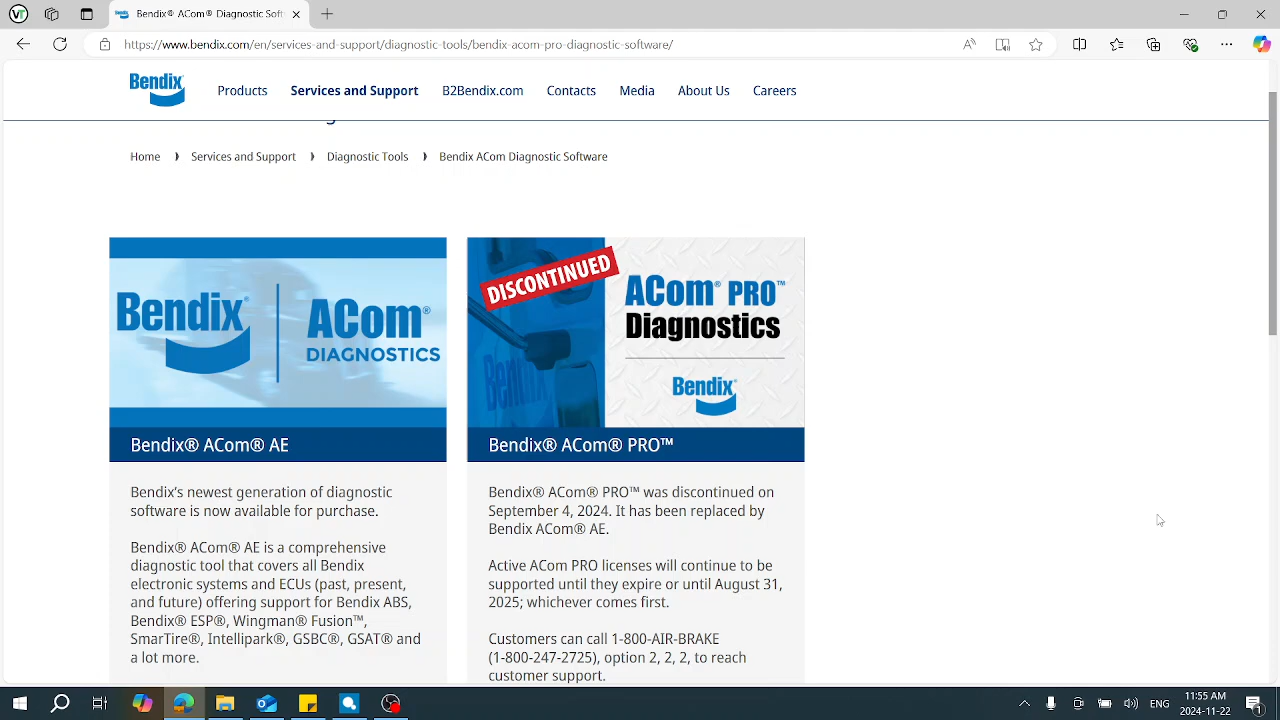 VT
Bendix® ACom® Diagnostic Sof
https://www.bendix.com/en/services-and-support/diagnostic-tools/bendix-acom-pro-diagnostic-software/
Bendix
Products
Services and Support
B2Bendix.com
Contacts
Media
About Us
Careers
Home
Services and Support
Diagnostic Tools
Bendix ACom Diagnostic Software
Bendix®
ACom®
DIAGNOSTICS
DISCONTINUED
ACom® PRO™
Diagnostics
Bendix®
Bendix
Bendix® ACom® AE
Bendix's newest generation of diagnostic
software is now available for purchase.
Bendix® ACom® AE is a comprehensive
diagnostic tool that covers all Bendix
electronic systems and ECUs (past, present,
and future) offering support for Bendix ABS,
Bendix® ESP®, Wingman® Fusion™,
SmarTire®, Intellipark®, GSBC®, GSAT® and
a lot more.
Bendix® ACom® PRO™
Bendix® ACom® PRO™ was discontinued on
September 4, 2024. It has been replaced by
Bendix ACom® AE.
Active ACom PRO licenses will continue to be
supported until they expire or until August 31,
2025; whichever comes first.
Customers can call 1-800-AIR-BRAKE
(1-800-247-2725), option 2, 2, 2, to reach
customer support.
ENG
11:55 AM
2024-11-22